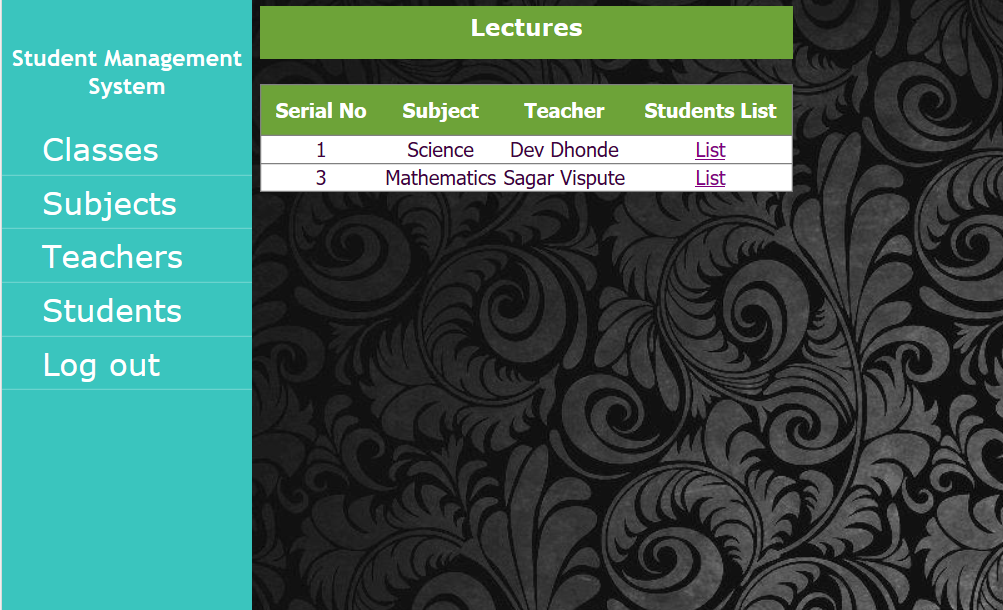 Student Management
System
Classes
Subjects
Teachers
Students
Log out
Lectures
Serial No Subject Teacher Students List
1 Science Dev Dhonde List
3 Mathematics Sagar Vispute List